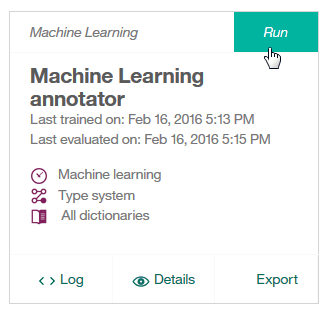 Machine Learning
Run
Machine Learning
annotator
Last trained on: Feb 16, 2016 5:13 PM
Last evaluated on: Feb 16, 2016 5:15 PM
Machine learning
Type system
All dictionaries
Log
Details
Export